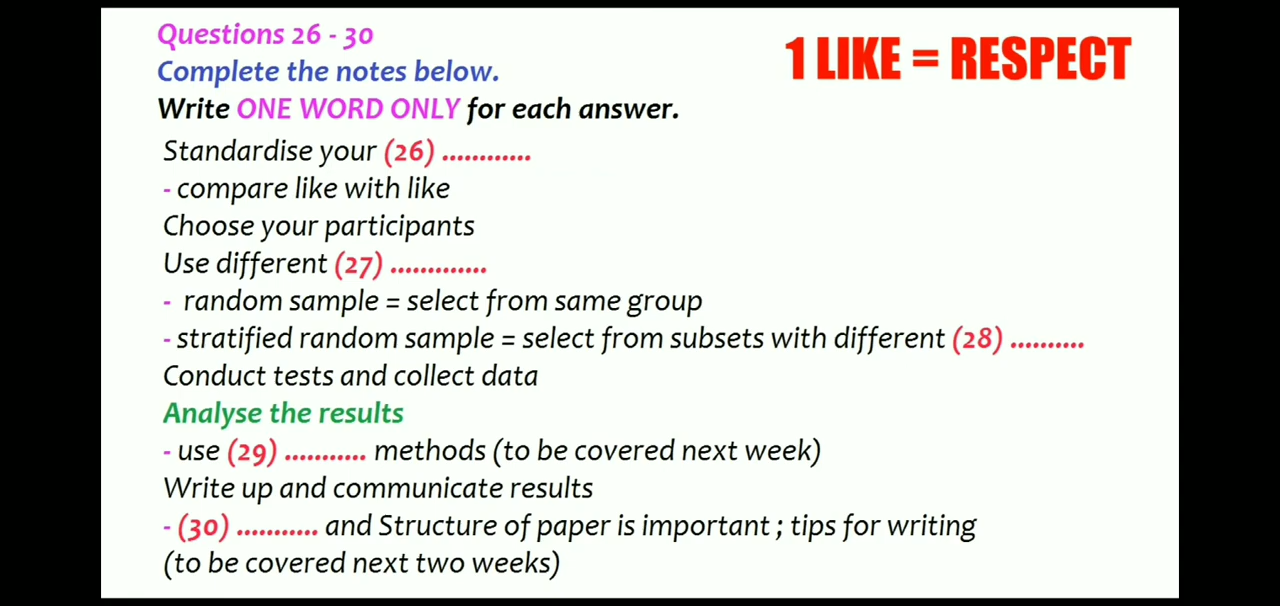 Questions 26 - 30
1 LIKE = RESPECT
Complete the notes below.
Write ONE WORD ONLY for each answer.
Standardise your (26) ............
- compare like with like
Choose your participants
Use different (27) .............
- random sample = select from same group
- stratified random sample = select from subsets with different (28) ..........
Conduct tests and collect data
Analyse the results
- use (29) ........... methods (to be covered next week)
Write up and communicate results
- (30) ........... and Structure of paper is important ; tips for writing
(to be covered next two weeks)